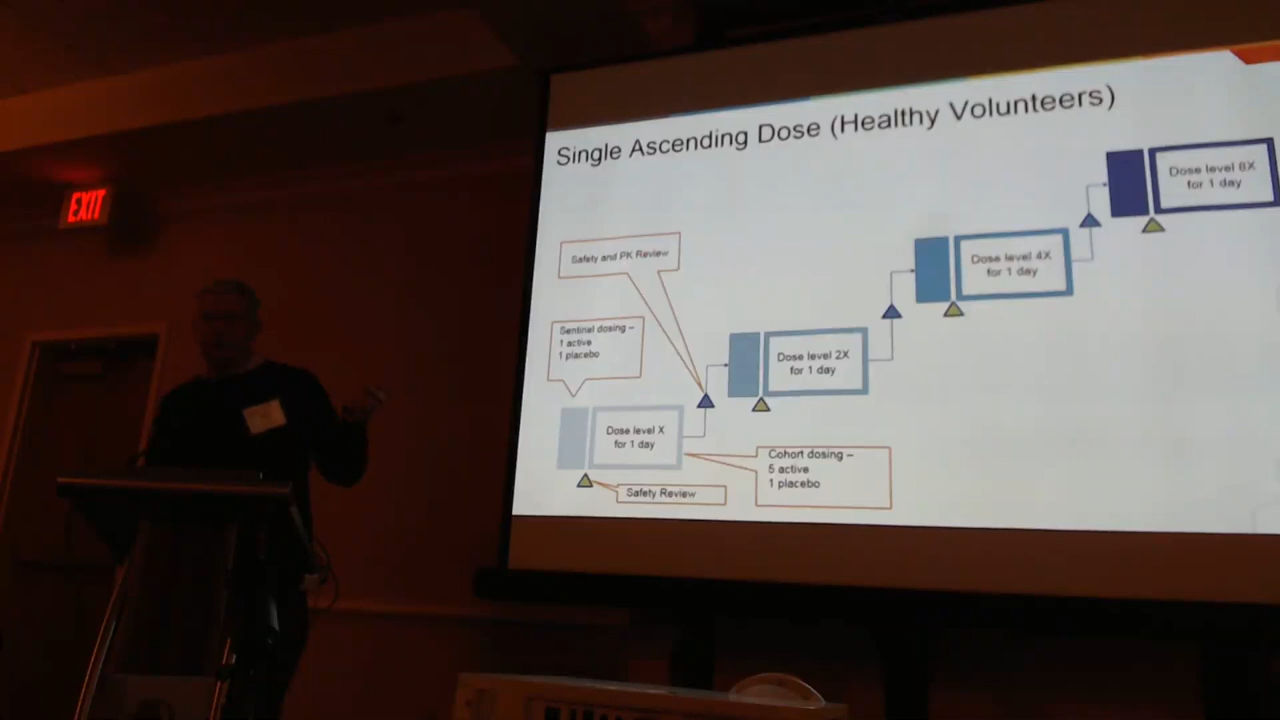 Single Ascending Dose (Healthy Volunteers)
EXIT
Dose level 8X
for 1 day
Safety and PK Review
Dose level 4X
for 1 day
Sentinel dosing –
1 active
1 placebo
Dose level 2X
for 1 day
Dose level X
for 1 day
Cohort dosing –
5 active
1 placebo
Safety Review